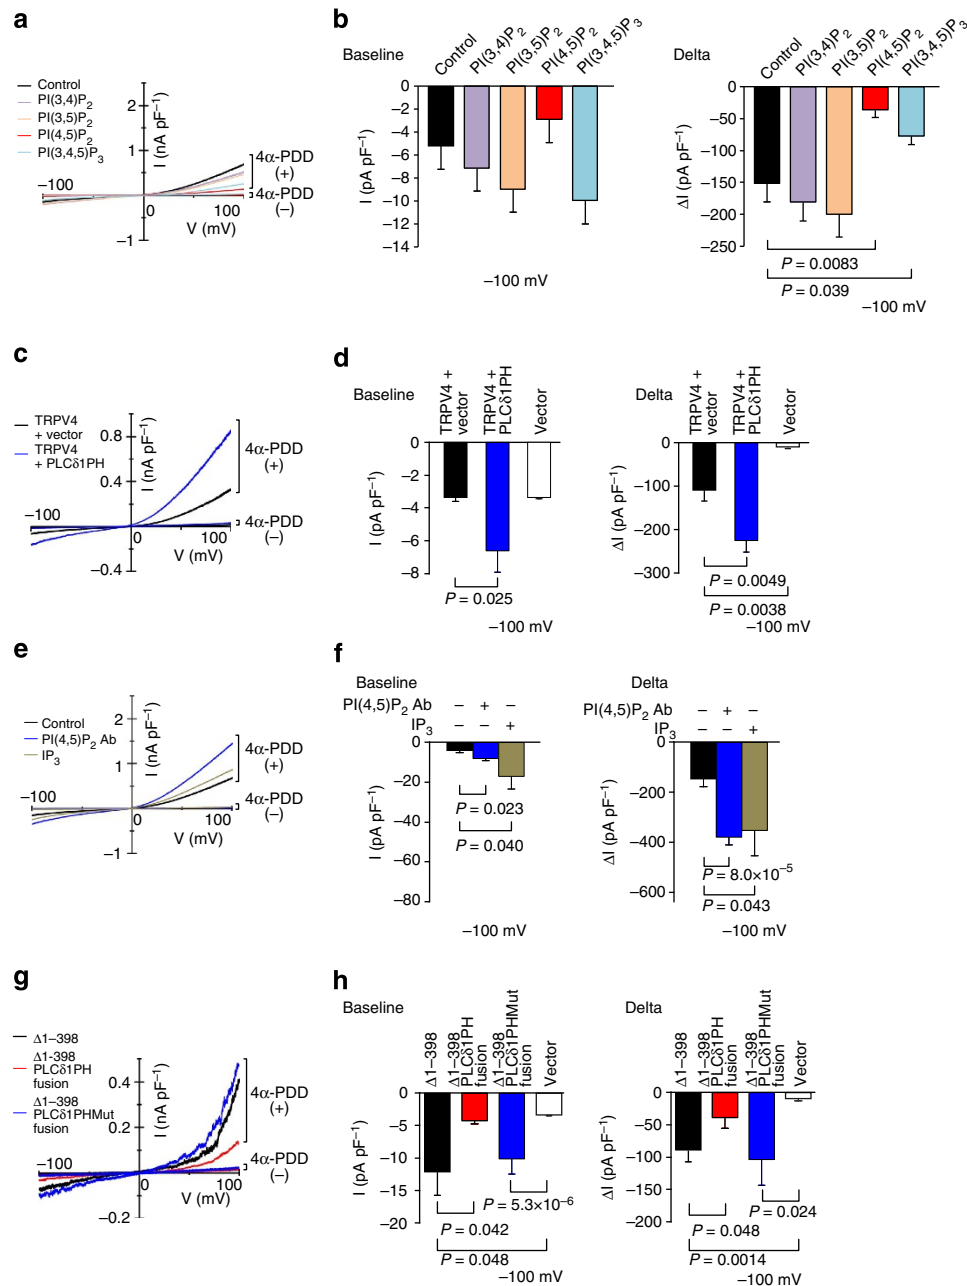 a
Control
PI(3,4)P2
PI(3,5)P2
PI(4,5)P2
PI(3,4,5)P3
I (nA pF–1)
2
1
–100
0
100
V (mV)
–1
4α-PDD
(+)
4α-PDD
(–)
b
Baseline
Control
PI(3,4)P2
PI(3,5)P2
PI(4,5)P2
PI(3,4,5)P3
I (pA pF–1)
0
–2
–4
–6
–8
–10
–12
–14
–100 mV
Delta
Control
PI(3,4)P2
PI(3,5)P2
PI(4,5)P2
PI(3,4,5)P3
ΔI (pA pF–1)
0
–50
–100
–150
–200
–250
P = 0.0083
P = 0.039
–100 mV
c
TRPV4
+ vector
TRPV4
+ PLCδ1PH
I (nA pF–1)
0.8
0.4
–100
0
100
V (mV)
–0.4
4α-PDD
(+)
4α-PDD
(–)
d
Baseline
TRPV4 +
vector
TRPV4 +
PLCδ1PH
Vector
I (pA pF–1)
0
–2
–4
–6
–8
P = 0.025
–100 mV
Delta
TRPV4 +
vector
TRPV4 +
PLCδ1PH
Vector
ΔI (pA pF–1)
0
–100
–200
–300
P = 0.0049
P = 0.0038
–100 mV
e
Control
PI(4,5)P2 Ab
IP3
I (nA pF–1)
2
1
–100
0
100
V (mV)
–1
4α-PDD
(+)
4α-PDD
(–)
f
Baseline
PI(4,5)P2 Ab – + –
IP3 – – +
I (pA pF–1)
0
–20
–40
–60
–80
P = 0.023
P = 0.040
–100 mV
Delta
PI(4,5)P2 Ab – + –
IP3 – – +
ΔI (pA pF–1)
0
–200
–400
–600
P = 8.0×10–5
P = 0.043
–100 mV
g
Δ1–398
Δ1-398
PLCδ1PH
fusion
Δ1–398
PLCδ1PHMut
fusion
I (nA pF–1)
0.4
0.2
–100
0
100
V (mV)
–0.2
4α-PDD
(+)
4α-PDD
(–)
h
Baseline
Δ1–398
Δ1–398
PLCδ1PH
fusion
Δ1–398
PLCδ1PHMut
fusion
Vector
I (pA pF–1)
0
–5
–10
–15
–20
P = 5.3×10–6
P = 0.042
P = 0.048
–100 mV
Delta
Δ1–398
Δ1–398
PLCδ1PH
fusion
Δ1–398
PLCδ1PHMut
fusion
Vector
ΔI (pA pF–1)
0
–50
–100
–150
–200
P = 0.024
P = 0.048
P = 0.0014
–100 mV